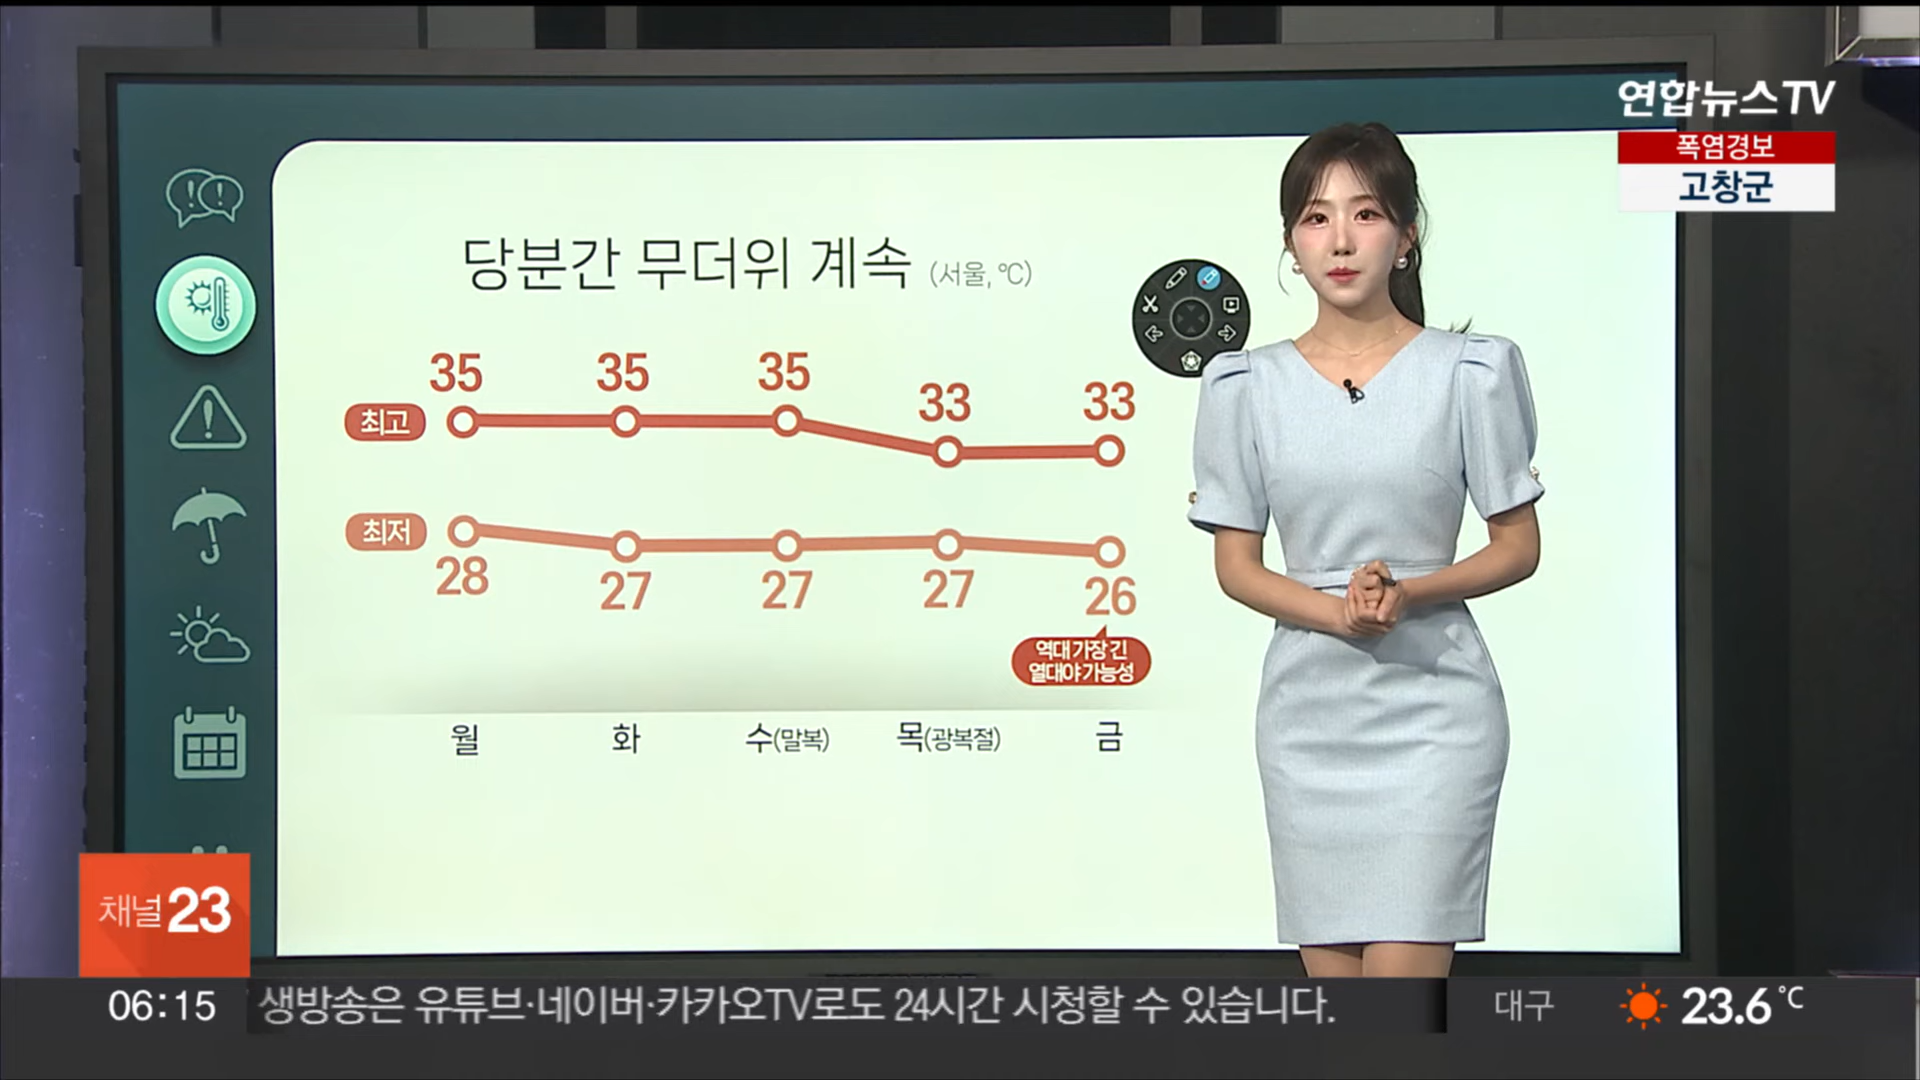 연합뉴스TV
폭염경보
고창군
당분간 무더위 계속 (서울, ℃)
35 35 35 33 33
최고
최저
28 27 27 27 26
역대 가장 긴
열대야 가능성
월 화 수(말복) 목(광복절) 금
채널 23
06:15 생방송은 유튜브·네이버·카카오TV로도 24시간 시청할 수 있습니다. 대구 23.6℃